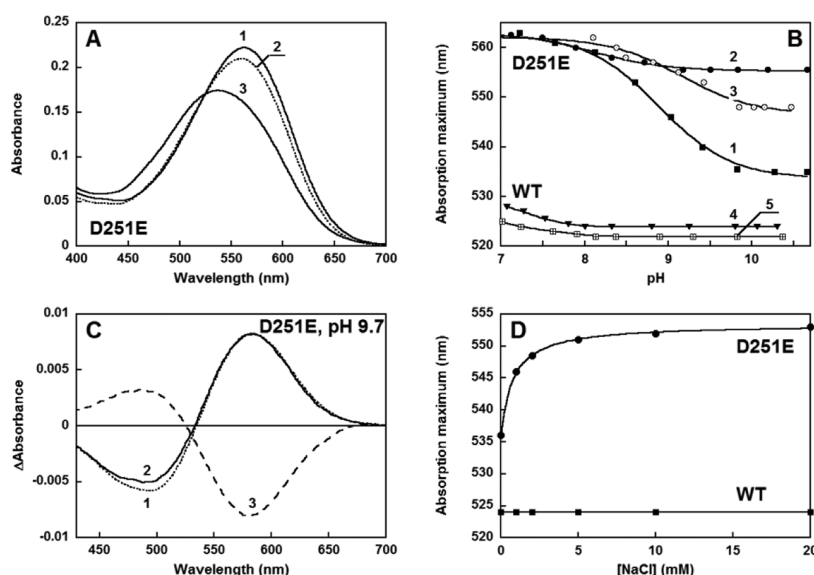 A
0.25
0.2
0.15
0.1
0.05
0
Absorbance
1
2
3
D251E
400 450 500 550 600 650 700
Wavelength (nm)
B
560
550
540
530
520
Absorption maximum (nm)
D251E
2
3
1
WT
4
5
7 8 9 10
pH
C
D251E, pH 9.7
0.01
0.005
0
-0.005
-0.01
ΔAbsorbance
2
1
3
450 500 550 600 650 700
Wavelength (nm)
D
555
550
545
540
535
530
525
520
Absorption maximum (nm)
D251E
WT
0 5 10 15 20
[NaCl] (mM)